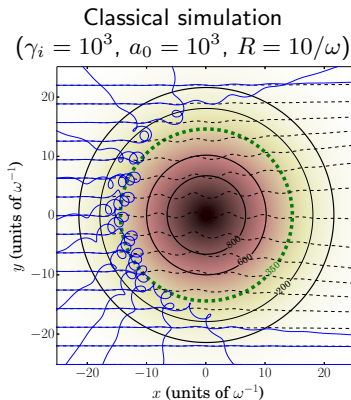 Classical simulation
(γᵢ = 10³, a₀ = 10³, R = 10/ω)
20
10
y (units of ω⁻¹)
0
−10
−20
800
600
350
200
−20 −10 0 10 20
x (units of ω⁻¹)